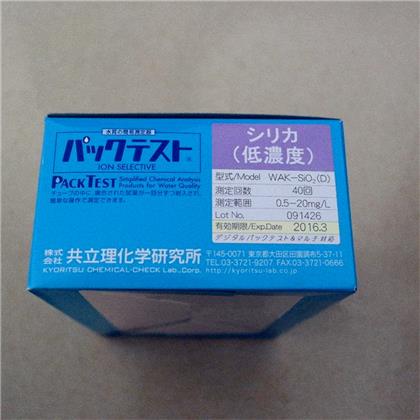 水質の簡易測定器
パックテスト®
ION SELECTIVE
PACKTEST Simplified Chemical Analysis
Products for Water Quality
チューブの中に、調合された試薬が一回分ずつ封入され、
簡単な操作で測定できます。
株式会社 共立理化学研究所
KYORITSU CHEMICAL-CHECK Lab.,Corp.
シリカ
(低濃度)
型式/Model WAK-SiO₂(D)
測定回数 40回
測定範囲 0.5-20mg/L
Lot No. 091426
有効期限/Exp.Date 2016.3
デジタルパックテスト&マルチ対応
〒145-0071 東京都大田区田園調布5-37-11
TEL:03-3721-9207 FAX:03-3721-0666
http://kyoritsu-lab.co.jp